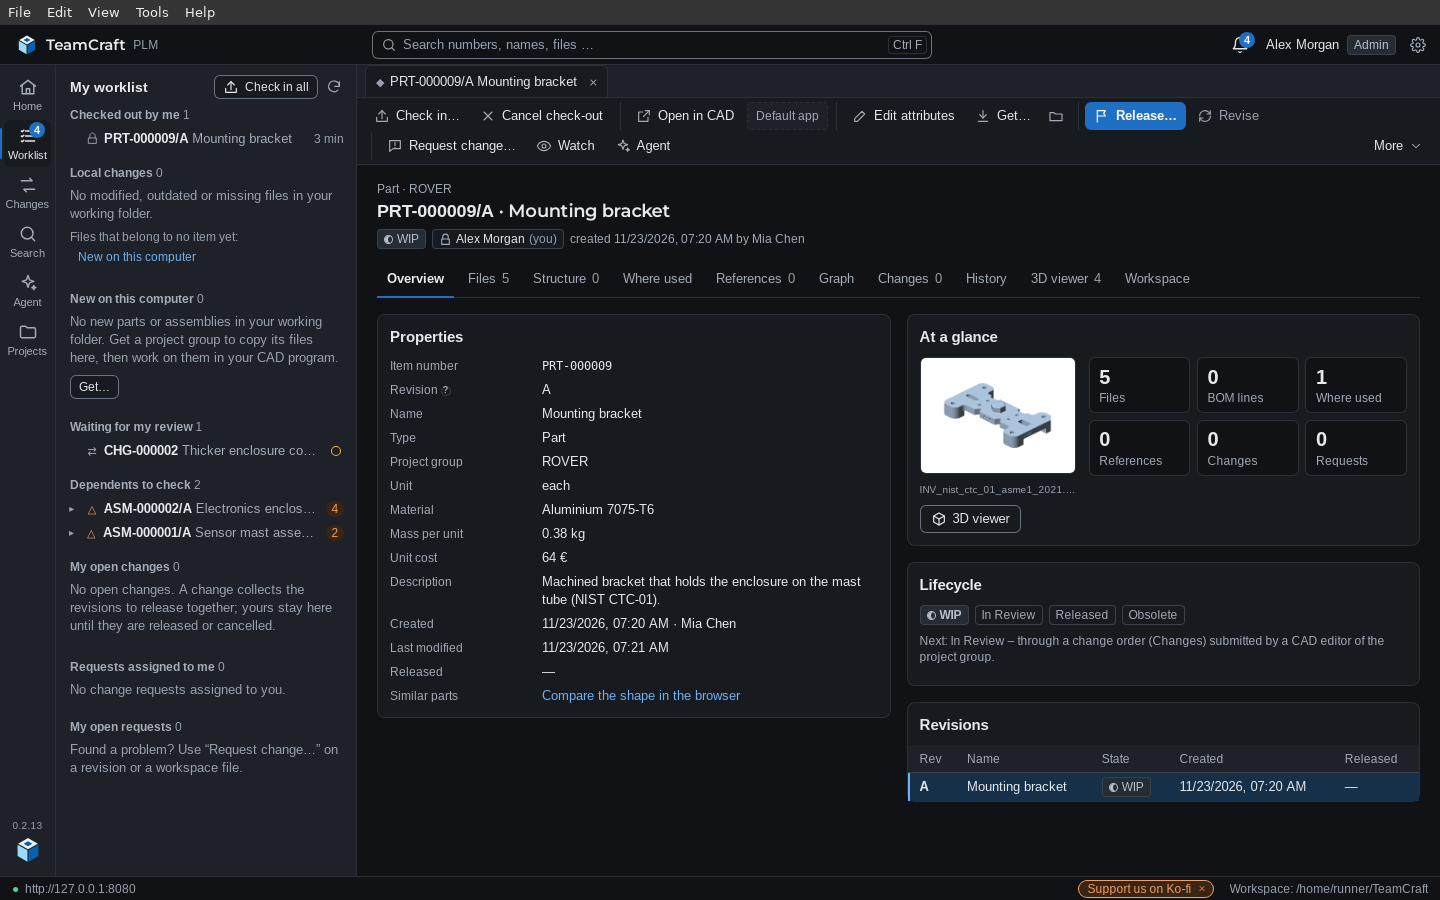 File Edit View Tools Help
TeamCraft PLM
Search numbers, names, files ... Ctrl F
4 Alex Morgan Admin
Home
4
Worklist
Changes
Search
Agent
Projects
0.2.13
My worklist Check in all
Checked out by me 1
PRT-000009/A Mounting bracket 3 min
Local changes 0
No modified, outdated or missing files in your
working folder.
Files that belong to no item yet:
New on this computer
New on this computer 0
No new parts or assemblies in your working
folder. Get a project group to copy its files
here, then work on them in your CAD program.
Get…
Waiting for my review 1
CHG-000002 Thicker enclosure co…
Dependents to check 2
ASM-000002/A Electronics enclos… 4
ASM-000001/A Sensor mast asse… 2
My open changes 0
No open changes. A change collects the
revisions to release together; yours stay here
until they are released or cancelled.
Requests assigned to me 0
No change requests assigned to you.
My open requests 0
Found a problem? Use “Request change…” on
a revision or a workspace file.
PRT-000009/A Mounting bracket ×
Check in… Cancel check-out Open in CAD Default app Edit attributes Get… Release… Revise
Request change… Watch Agent More
Part · ROVER
PRT-000009/A · Mounting bracket
WIP Alex Morgan (you) created 11/23/2026, 07:20 AM by Mia Chen
Overview Files 5 Structure 0 Where used References 0 Graph Changes 0 History 3D viewer 4 Workspace
Properties
Item number PRT-000009
Revision ? A
Name Mounting bracket
Type Part
Project group ROVER
Unit each
Material Aluminium 7075-T6
Mass per unit 0.38 kg
Unit cost 64 €
Description Machined bracket that holds the enclosure on the mast
tube (NIST CTC-01).
Created 11/23/2026, 07:20 AM · Mia Chen
Last modified 11/23/2026, 07:21 AM
Released —
Similar parts Compare the shape in the browser
At a glance
5 0 1
Files BOM lines Where used
0 0 0
References Changes Requests
INV_nist_ctc_01_asme1_2021.…
3D viewer
Lifecycle
WIP In Review Released Obsolete
Next: In Review – through a change order (Changes) submitted by a CAD editor of the
project group.
Revisions
Rev Name State Created Released
A Mounting bracket WIP 11/23/2026, 07:20 AM —
http://127.0.0.1:8080 Support us on Ko-fi × Workspace: /home/runner/TeamCraft